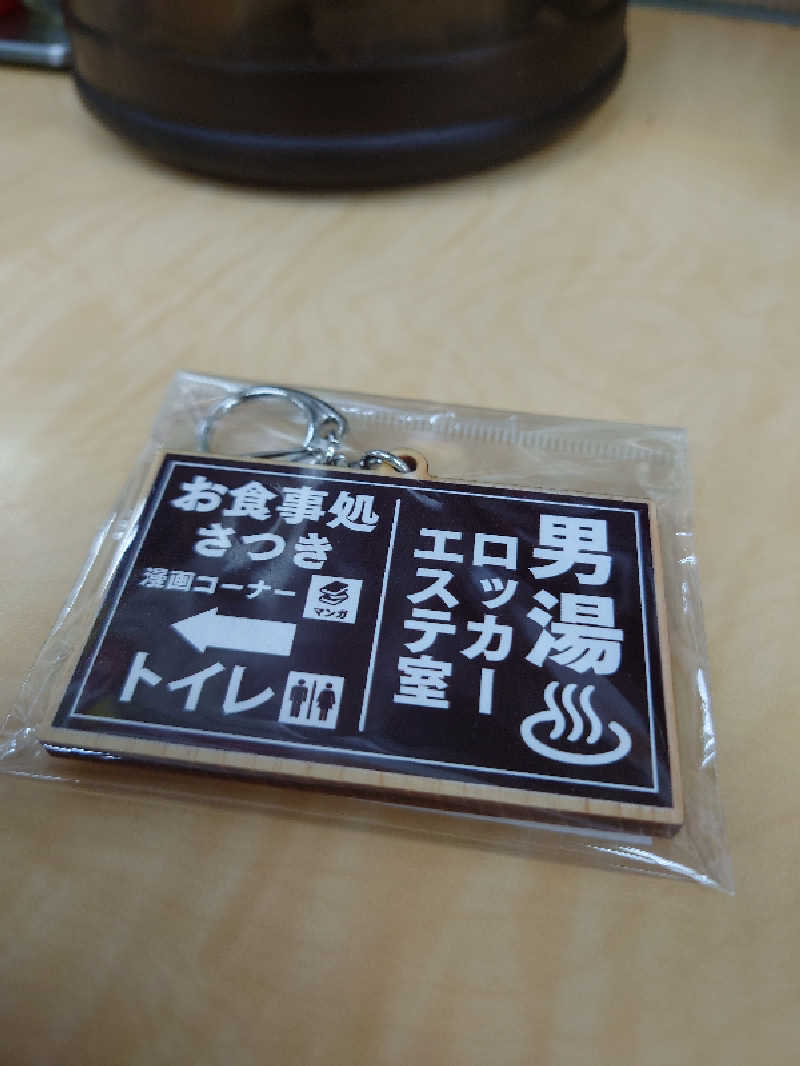 男湯
ロッカー
エステ室
お食事処
さつき
漫画コーナー
マンガ
トイレ